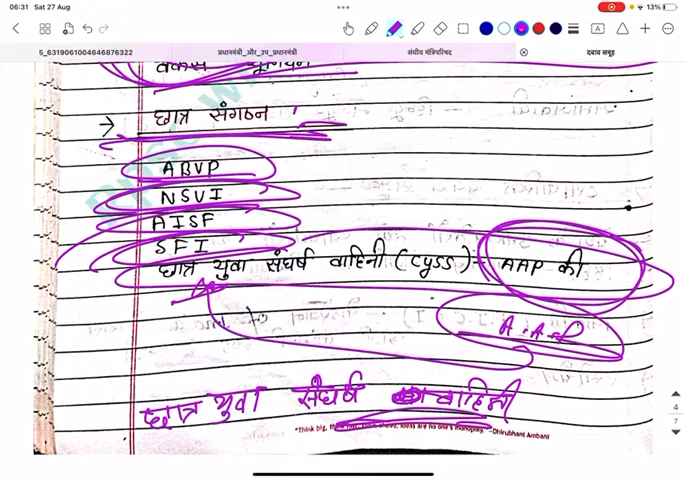 06:31 Sat 27 Aug
13%
5_6319061004646876322
प्रधानमंत्री_और_उप_प्रधानमंत्री
संघीय मंत्रिपरिषद
दबाव समूह
→ छात्र संगठन
ABVP
NSVI
AISF
SFI
छात्र युवा संघर्ष वाहिनी (CYSS) - AAP की
छात्र युवा संघर्ष वाहिनी
"Think big, think fast, think ahead. Ideas are no one's monopoly." -Dhirubhani Ambani
4
7